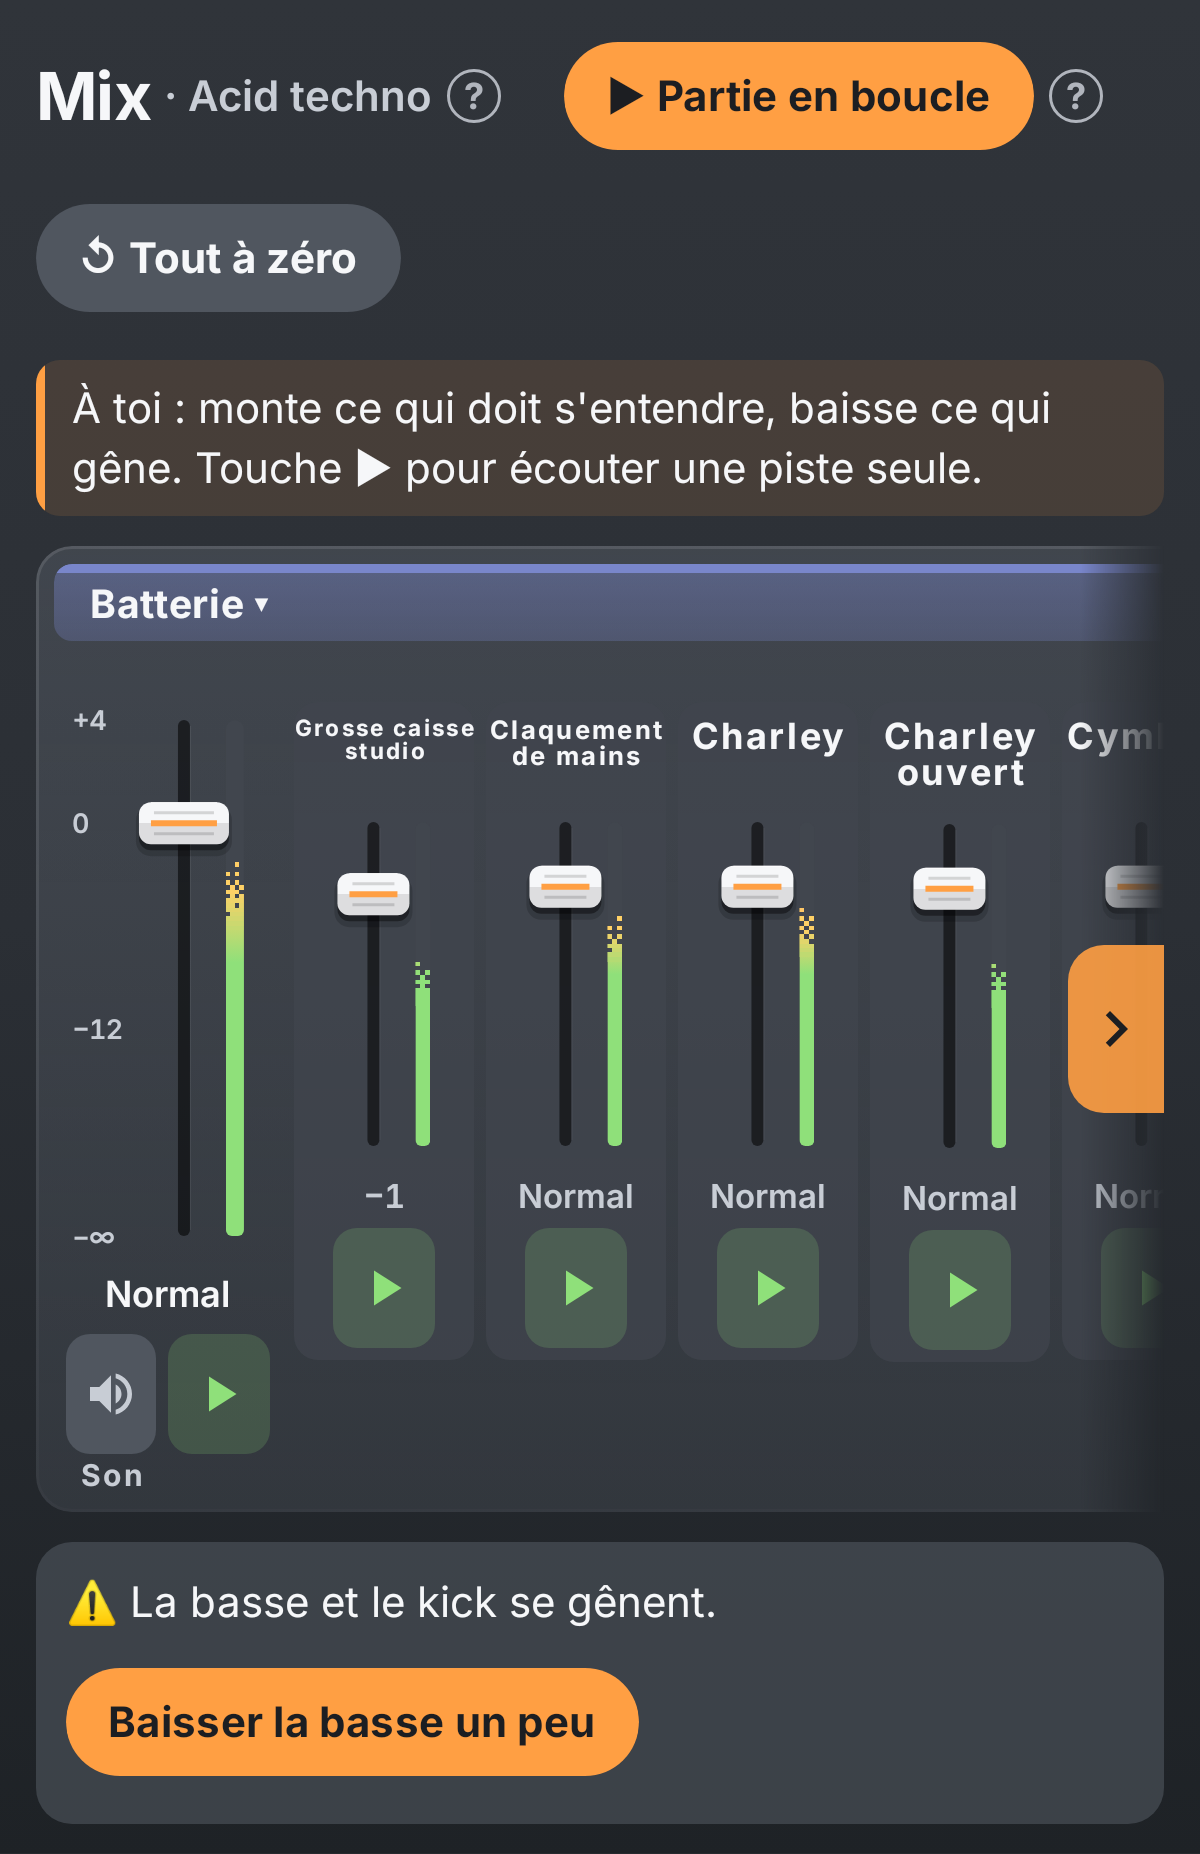 Mix · Acid techno ?
▶ Partie en boucle ?
Tout à zéro
À toi : monte ce qui doit s'entendre, baisse ce qui
gêne. Touche ▶ pour écouter une piste seule.
Batterie ▾
+4
0
−12
−∞
Normal
Son
Grosse caisse
studio
−1
Claquement
de mains
Normal
Charley
Normal
Charley
ouvert
Normal
⚠️ La basse et le kick se gênent.
Baisser la basse un peu